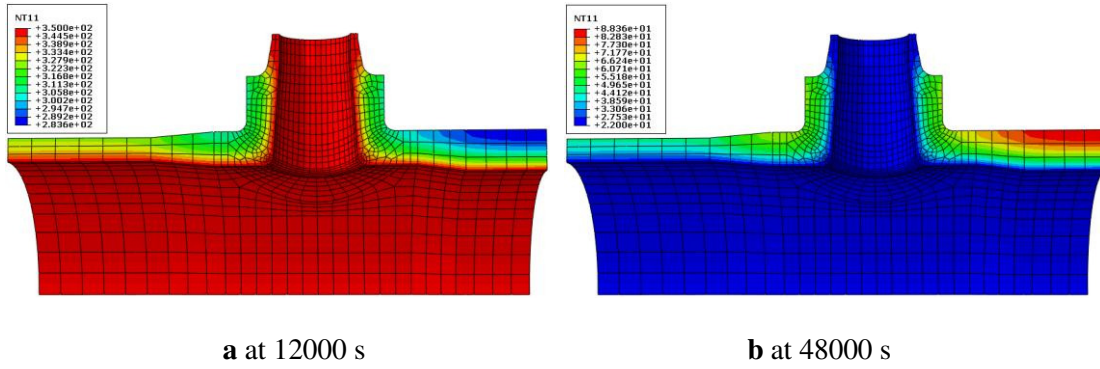 NT11
+3.500e+02
+3.445e+02
+3.389e+02
+3.334e+02
+3.279e+02
+3.223e+02
+3.168e+02
+3.113e+02
+3.058e+02
+3.002e+02
+2.947e+02
+2.892e+02
+2.836e+02
NT11
+8.836e+01
+8.283e+01
+7.730e+01
+7.177e+01
+6.624e+01
+6.071e+01
+5.518e+01
+4.965e+01
+4.412e+01
+3.859e+01
+3.306e+01
+2.753e+01
+2.200e+01
a at 12000 s
b at 48000 s